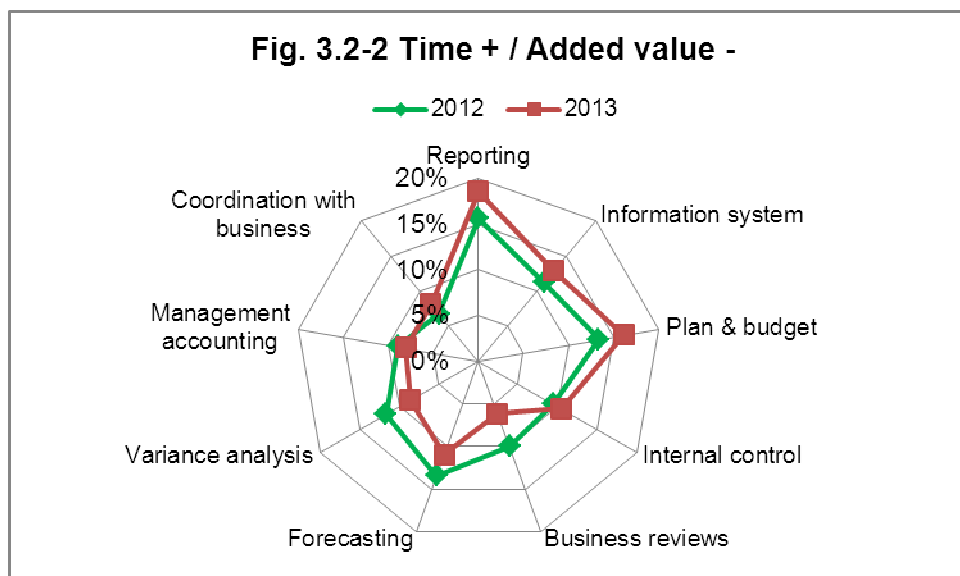 Fig. 3.2-2 Time + / Added value -
2012
2013
Reporting
20%
15%
10%
5%
0%
Information system
Plan & budget
Internal control
Business reviews
Forecasting
Variance analysis
Management
accounting
Coordination with
business